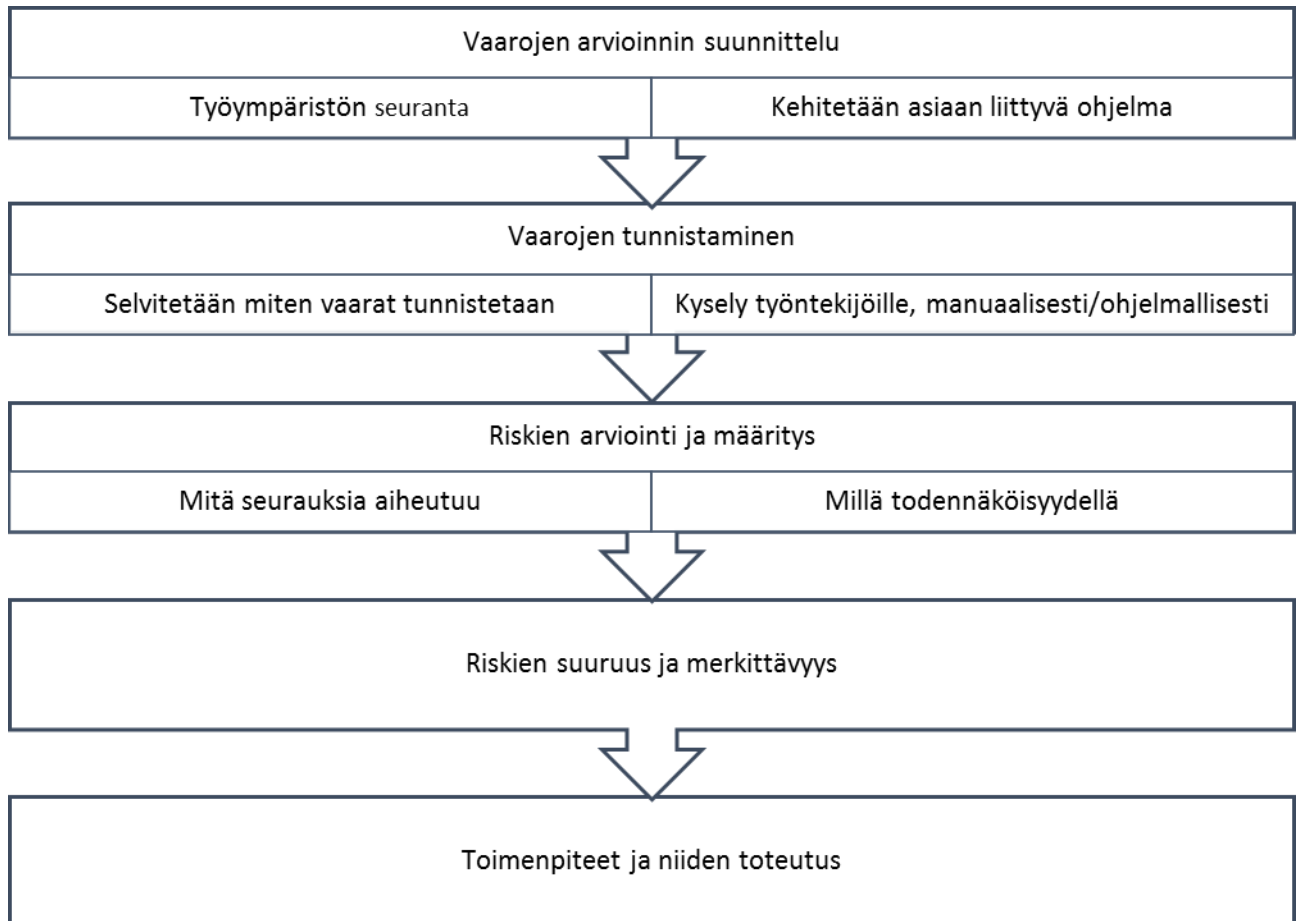 Vaarojen arvioinnin suunnittelu
Työympäristön seuranta
Kehitetään asiaan liittyvä ohjelma
Vaarojen tunnistaminen
Selvitetään miten vaarat tunnistetaan
Kysely työntekijöille, manuaalisesti/ohjelmallisesti
Riskien arviointi ja määritys
Mitä seurauksia aiheutuu
Millä todennäköisyydellä
Riskien suuruus ja merkittävyys
Toimenpiteet ja niiden toteutus